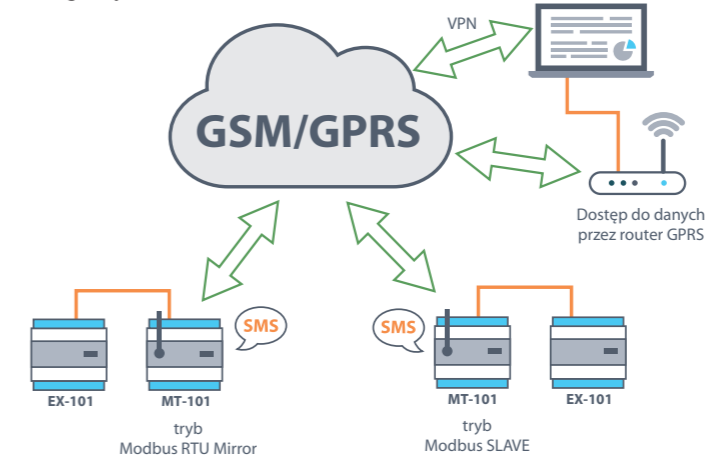 VPN
GSM/GPRS
Dostęp do danych
przez router GPRS
SMS
SMS
EX-101
MT-101
MT-101
EX-101
tryb
Modbus RTU Mirror
tryb
Modbus SLAVE